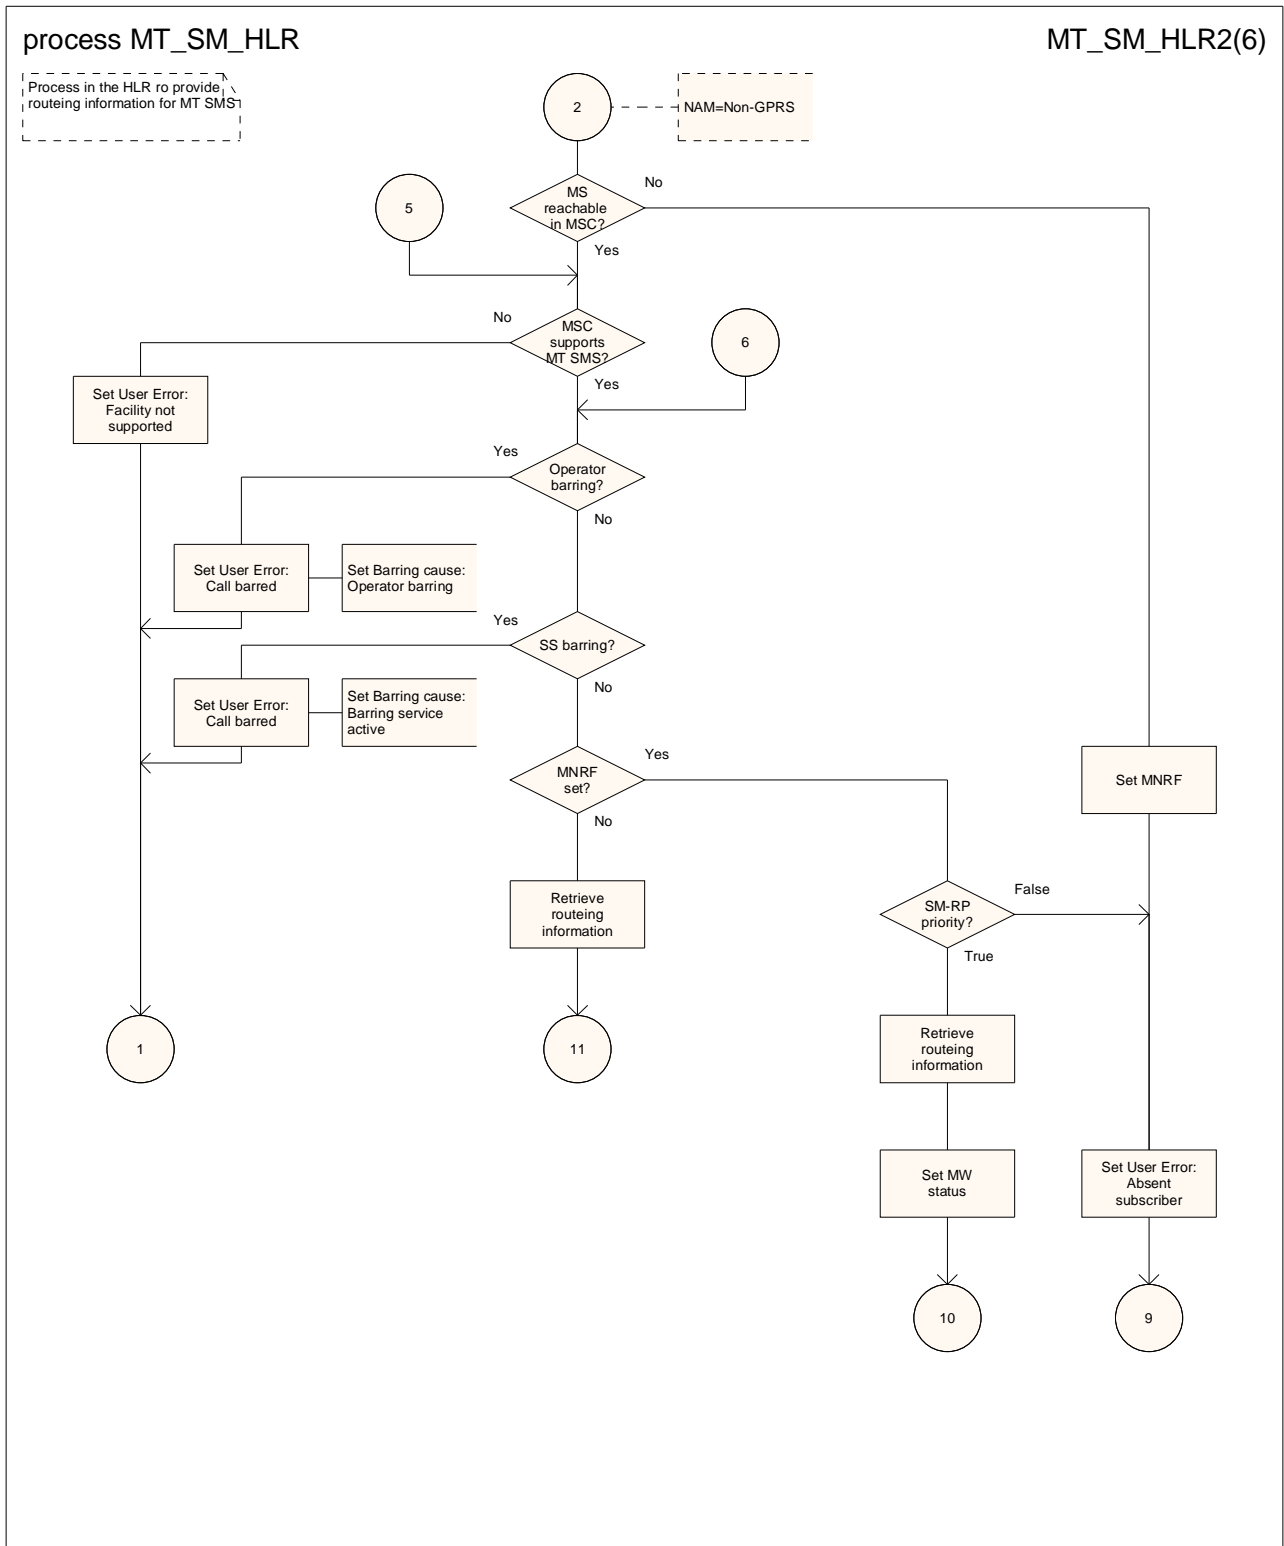 process MT_SM_HLR
MT_SM_HLR2(6)
Process in the HLR ro provide
routeing information for MT SMS
2
NAM=Non-GPRS
MS
reachable
in MSC?
No
Yes
5
No
MSC
supports
MT SMS?
Yes
6
Set User Error:
Facility not
supported
Yes
Operator
barring?
No
Set User Error:
Call barred
Set Barring cause:
Operator barring
Yes
SS barring?
No
Set User Error:
Call barred
Set Barring cause:
Barring service
active
MNRF
set?
Yes
No
Set MNRF
Retrieve
routeing
information
SM-RP
priority?
False
True
1
11
Retrieve
routeing
information
Set MW
status
Set User Error:
Absent
subscriber
10
9